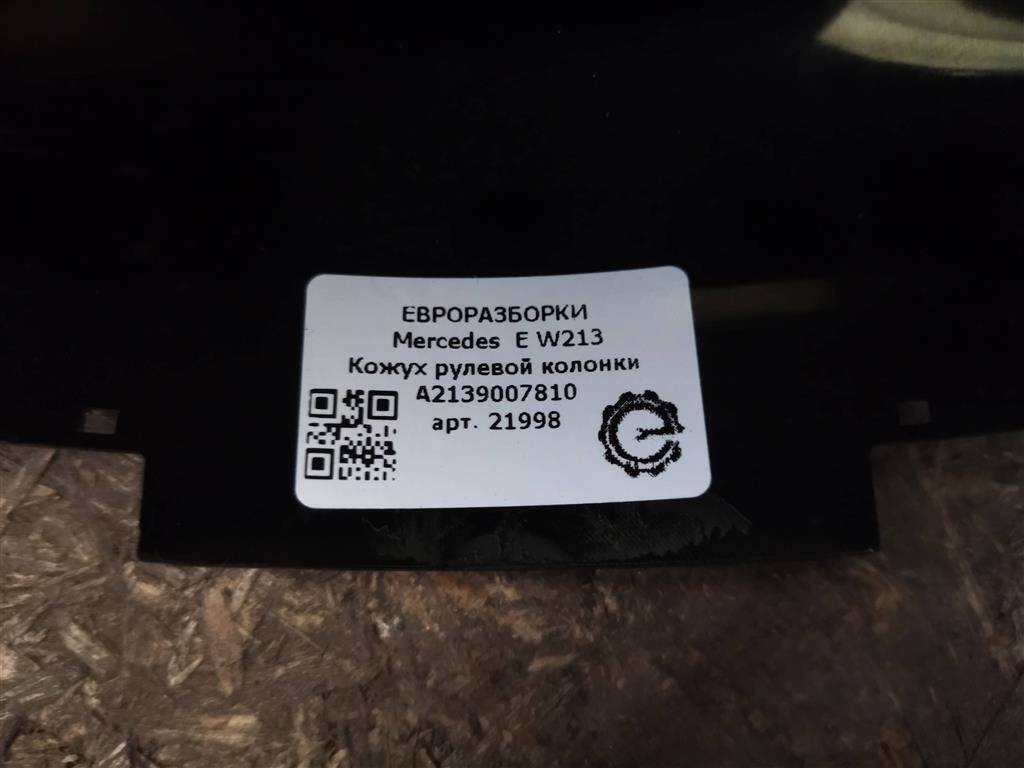 ЕВРОРАЗБОРКИ
Mercedes E W213
Кожух рулевой колонки
A2139007810
арт. 21998